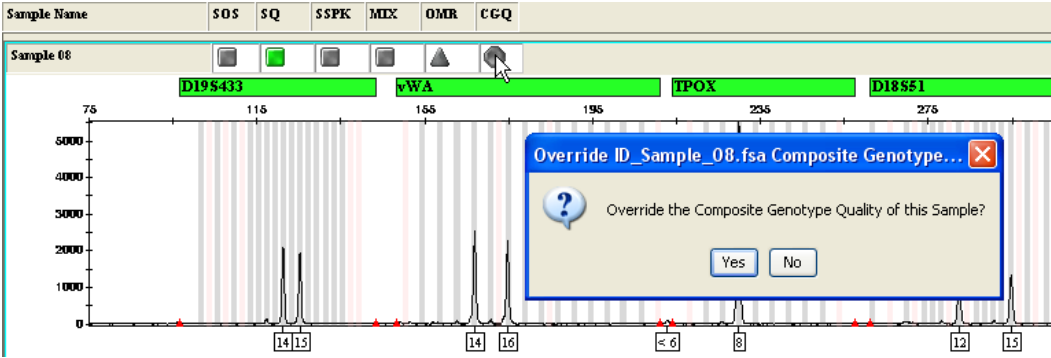 Sample Name SOS SQ SSPK MIX OMR CGQ
Sample 08
D19S433 vWA TPOX D18S51
75 115 155 195 235 275
5000
4000
3000
2000
1000
0
Override ID_Sample_08.fsa Composite Genotype...
Override the Composite Genotype Quality of this Sample?
Yes No
14 15 14 16 < 6 8 12 15